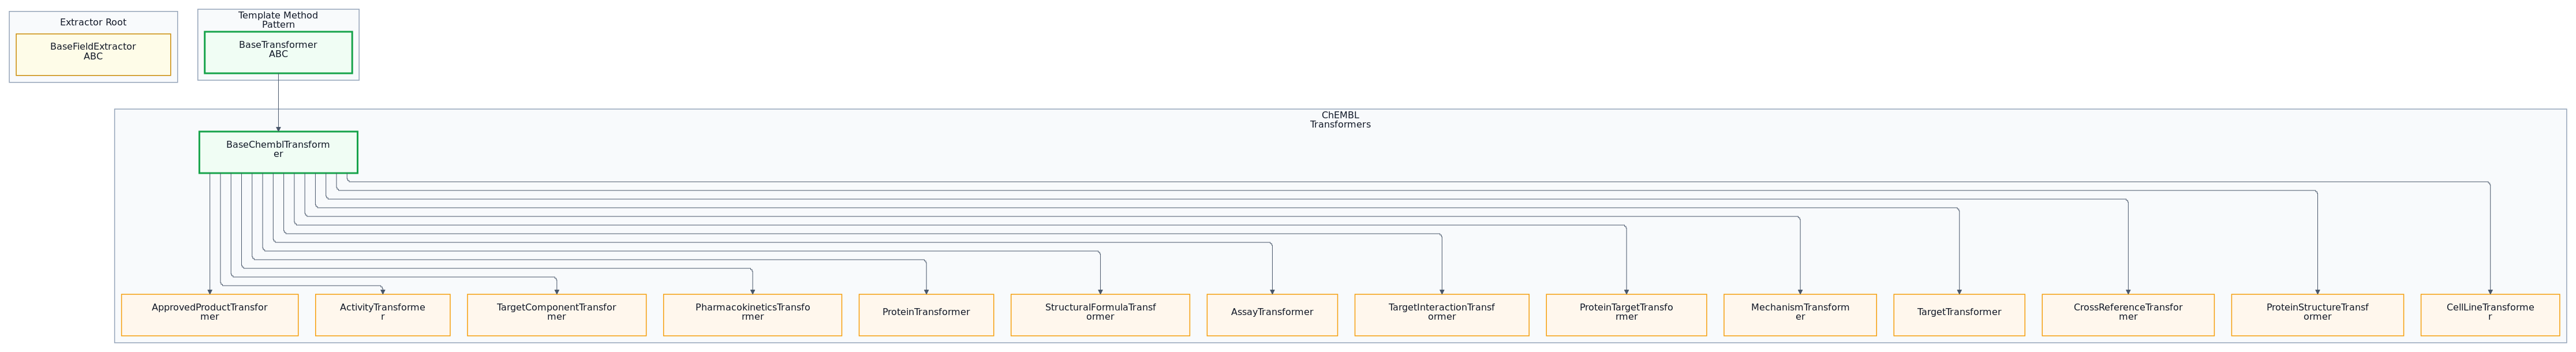 Extractor Root
BaseFieldExtractor
ABC
Template Method
Pattern
BaseTransformer
ABC
ChEMBL
Transformers
BaseChemblTransform
er
ApprovedProductTransfor
mer
ActivityTransforme
r
TargetComponentTransfor
mer
PharmacokineticsTransfo
rmer
ProteinTransformer
StructuralFormulaTransf
ormer
AssayTransformer
TargetInteractionTransf
ormer
ProteinTargetTransfo
rmer
MechanismTransform
er
TargetTransformer
CrossReferenceTransfor
mer
ProteinStructureTransf
ormer
CellLineTransforme
r